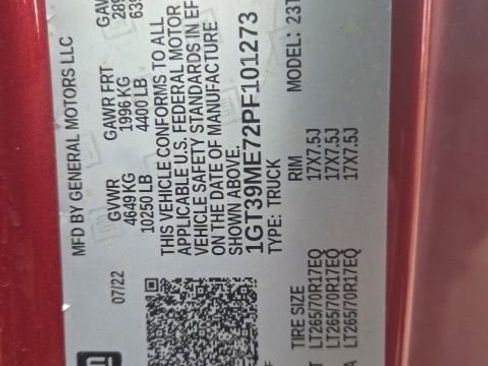 MFD BY GENERAL MOTORS LLC
07/22
GVWR GAWR FRT
4649 KG 1996 KG
10250 LB 4400 LB
THIS VEHICLE CONFORMS TO ALL
APPLICABLE U.S. FEDERAL MOTOR
VEHICLE SAFETY STANDARDS IN EF
ON THE DATE OF MANUFACTURE
SHOWN ABOVE.
1GT39ME72PF101273
TYPE: TRUCK MODEL:
TIRE SIZE RIM
LT265/70R17EQ 17X7.5J
LT265/70R17EQ 17X7.5J
LT265/70R17EQ 17X7.5J